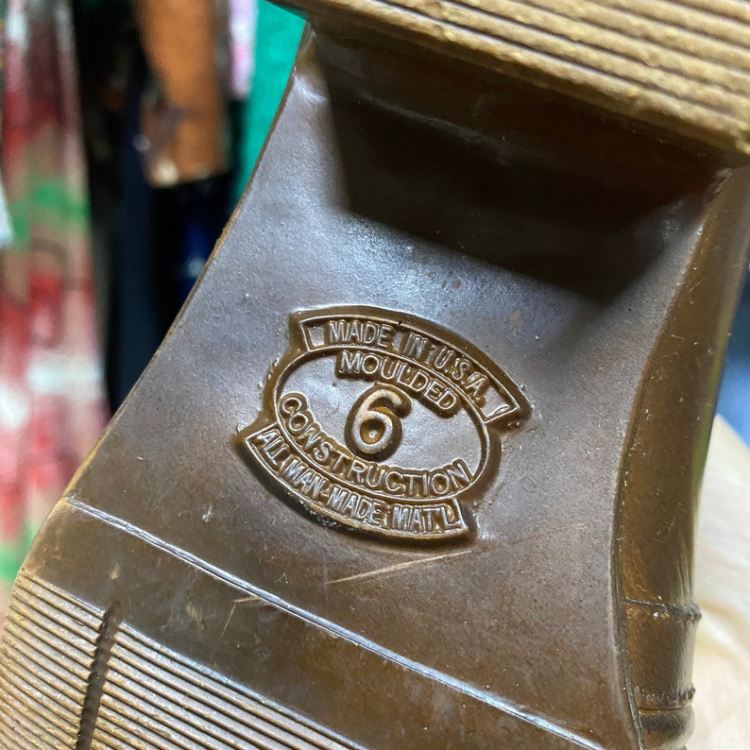 MADE IN U.S.A.
MOULDED
6
CONSTRUCTION
ALL MAN-MADE MAT'L